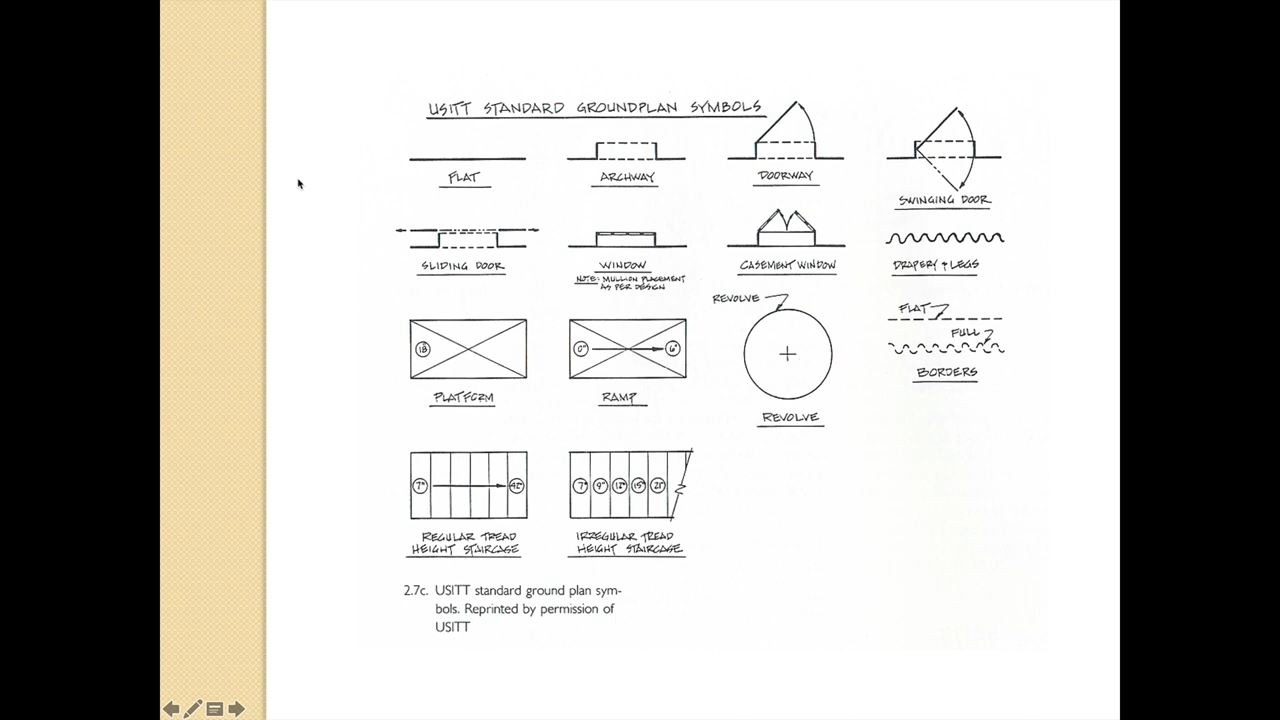 USITT STANDARD GROUNDPLAN SYMBOLS
FLAT
ARCHWAY
DOORWAY
SWINGING DOOR
SLIDING DOOR
WINDOW
NOTE: MULLION PLACEMENT
AS PER DESIGN
CASEMENT WINDOW
DRAPERY & LEGS
18
PLATFORM
0" 6"
RAMP
REVOLVE
REVOLVE
FLAT
FULL
BORDERS
7" 42"
REGULAR TREAD
HEIGHT STAIRCASE
7" 9" 15" 21"
IRREGULAR TREAD
HEIGHT STAIRCASE
2.7c. USITT standard ground plan sym-
bols. Reprinted by permission of
USITT